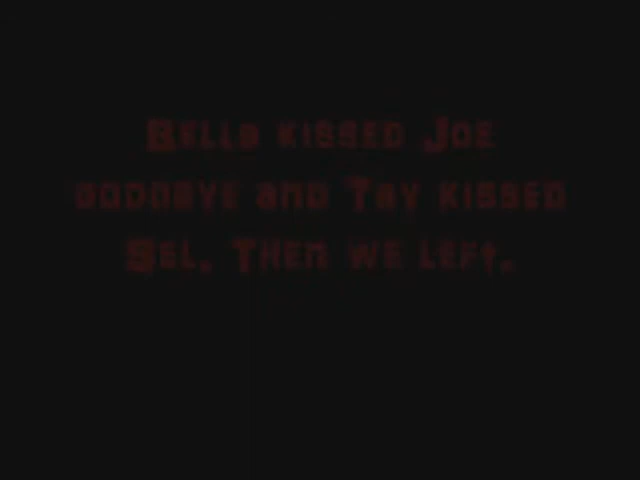 Bella kissed Joe
goodbye and Tay kissed
Sel. Then we left.